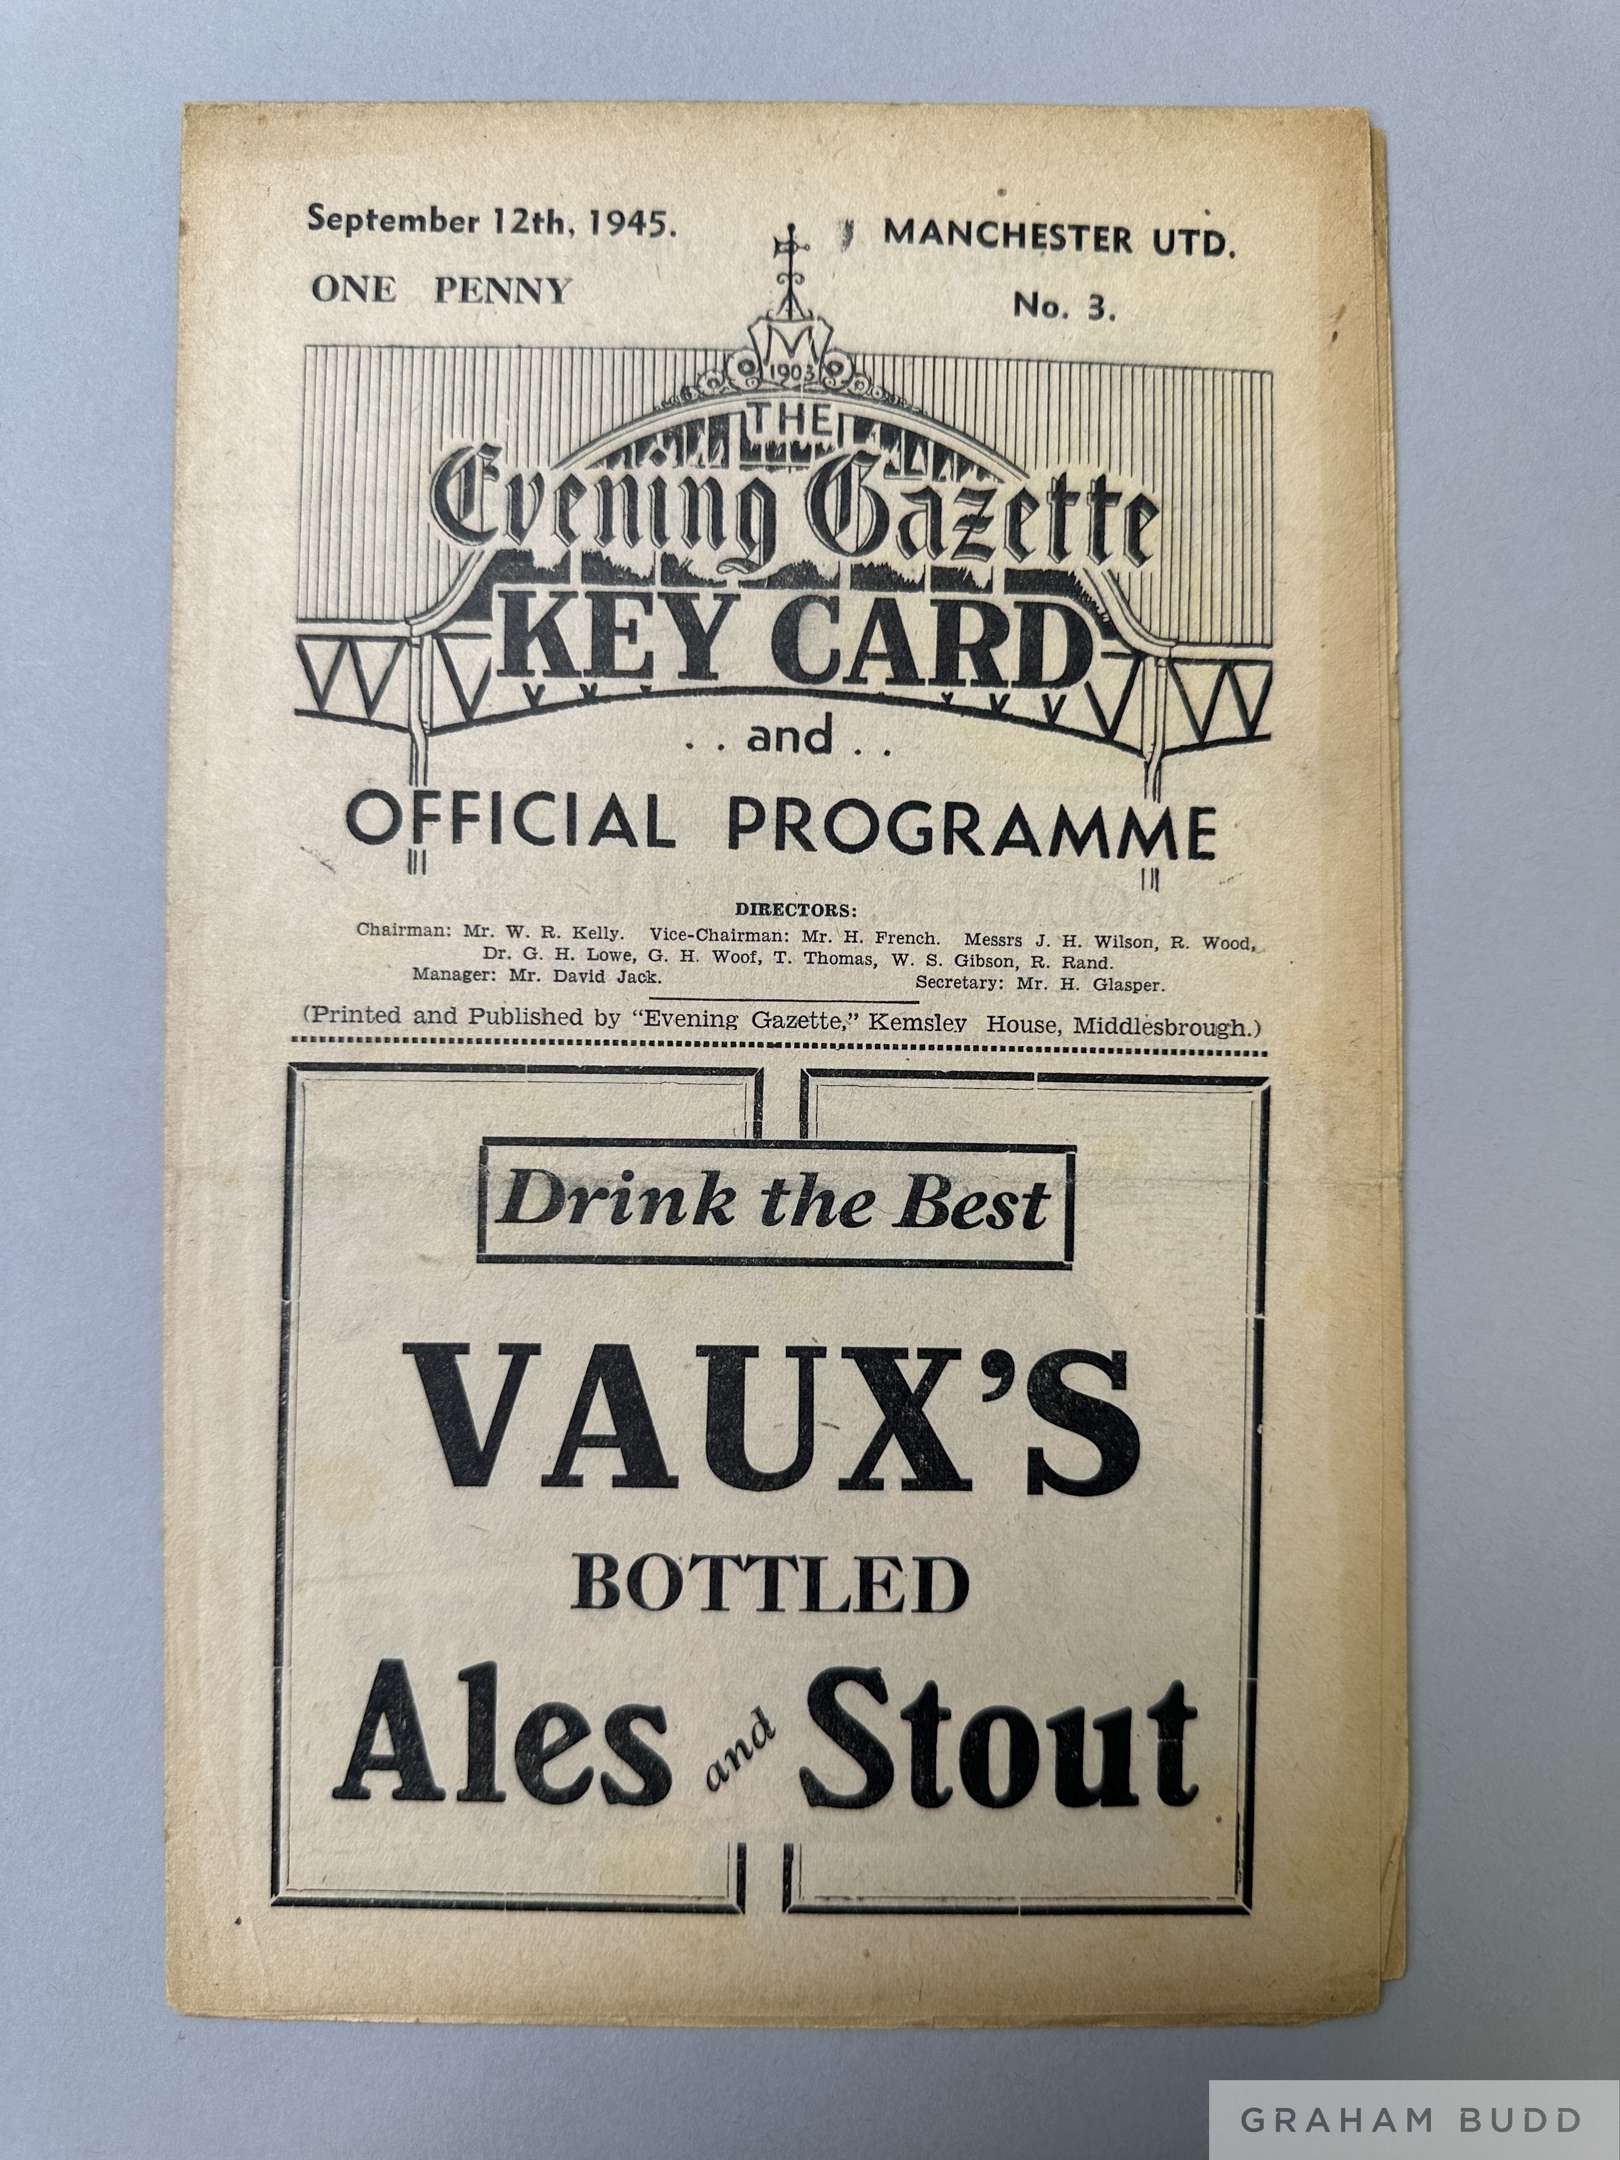 September 12th, 1945.
MANCHESTER UTD.
ONE PENNY
No. 3.
M
1903
THE
Evening Gazette
KEY CARD
. . and . .
OFFICIAL PROGRAMME
DIRECTORS:
Chairman: Mr. W. R. Kelly. Vice-Chairman: Mr. H. French. Messrs J. H. Wilson, R. Wood,
Dr. G. H. Lowe, G. H. Woof, T. Thomas, W. S. Gibson, R. Rand.
Manager: Mr. David Jack. Secretary: Mr. H. Glasper.
(Printed and Published by "Evening Gazette," Kemsley House, Middlesbrough.)
Drink the Best
VAUX'S
BOTTLED
Ales and Stout
GRAHAM BUDD